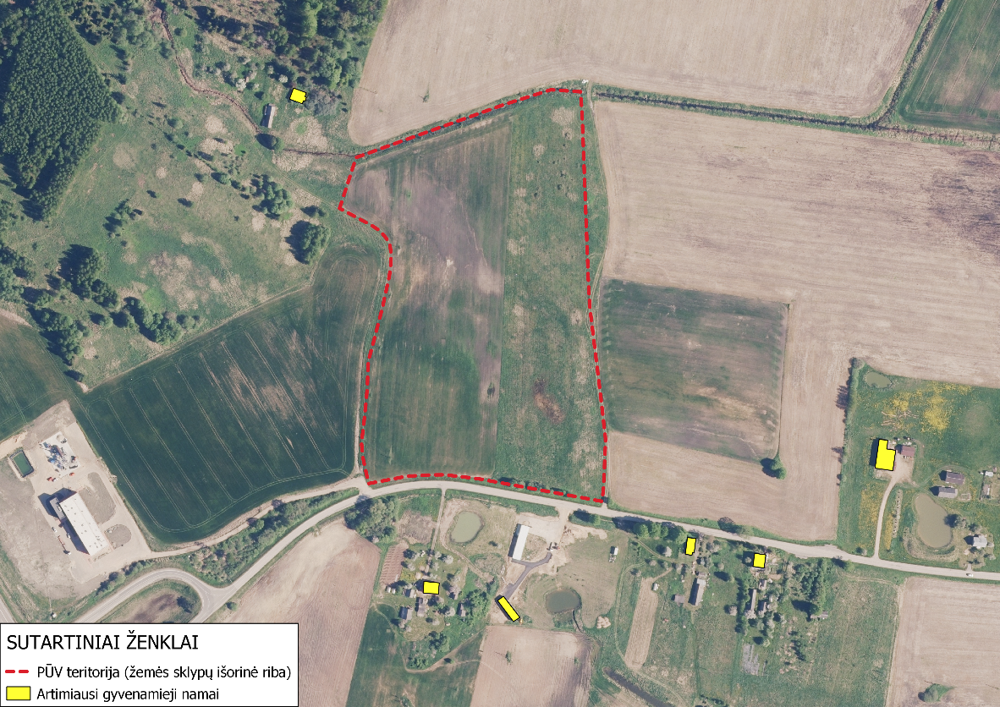 SUTARTINIAI ŽENKLAI
PŪV teritorija (žemės sklypų išorinė riba)
Artimiausi gyvenamieji namai